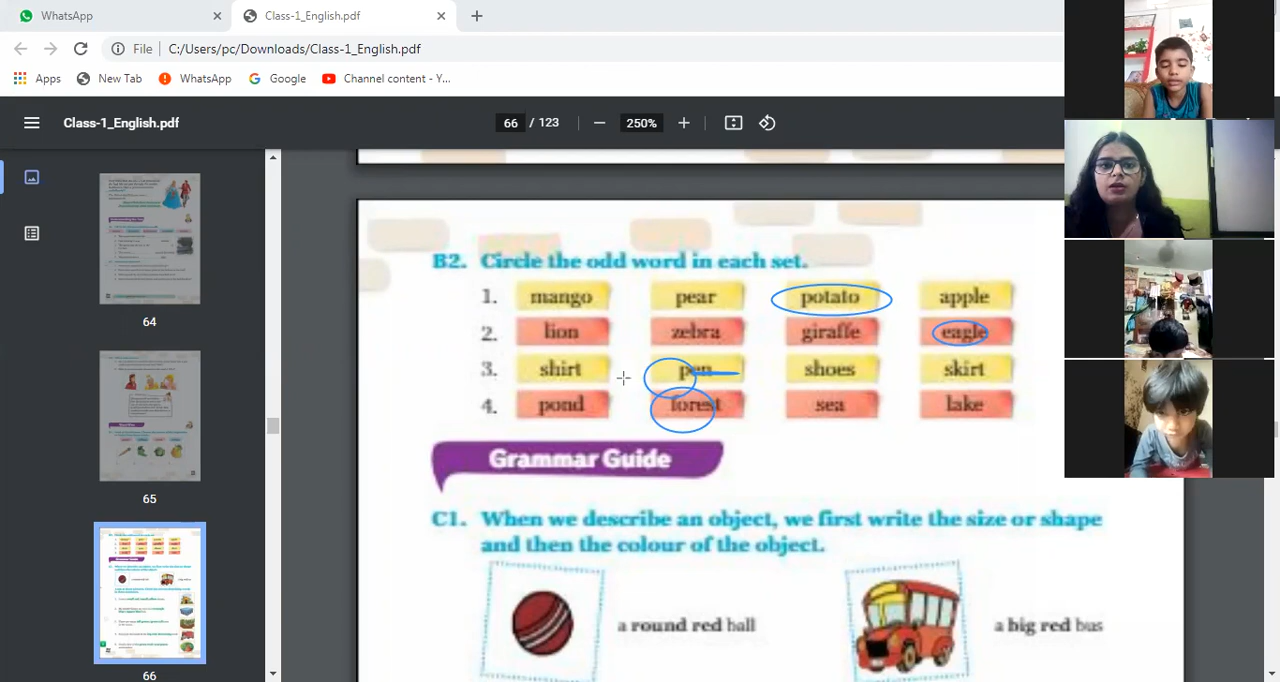 WhatsApp
Class-1_English.pdf
File C:/Users/pc/Downloads/Class-1_English.pdf
Apps New Tab WhatsApp Google Channel content - Y...
Class-1_English.pdf 66 / 123 250%
64
65
66
B2. Circle the odd word in each set.
1. mango pear potato apple
2. lion zebra giraffe eagle
3. shirt pen shoes skirt
4. pond forest sea lake
Grammar Guide
C1. When we describe an object, we first write the size or shape
and then the colour of the object.
a round red ball a big red bus